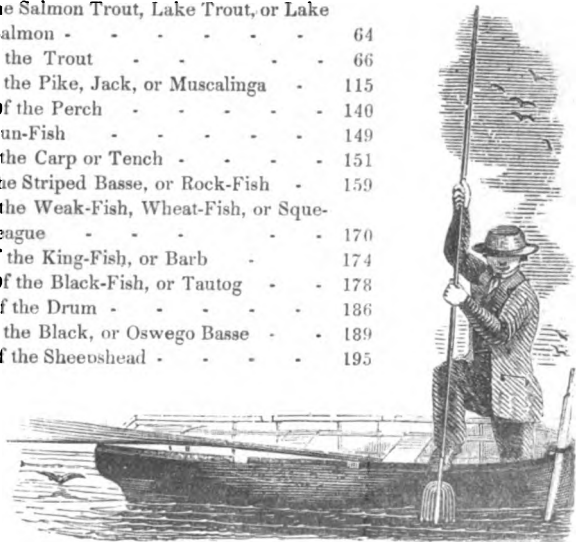 e Salmon Trout, Lake Trout, or Lake
almon - - - - - - 64
the Trout - - - - 66
the Pike, Jack, or Muscalinga - 115
f the Perch - - - - - 140
un-Fish - - - - - 149
the Carp or Tench - - - - 151
e Striped Basse, or Rock-Fish - 159
the Weak-Fish, Wheat-Fish, or Sque-
eague - - - - - 170
the King-Fish, or Barb - 174
f the Black-Fish, or Tautog - - 178
f the Drum - - - - - 186
the Black, or Oswego Basse - - 189
f the Sheepshead - - - - 195